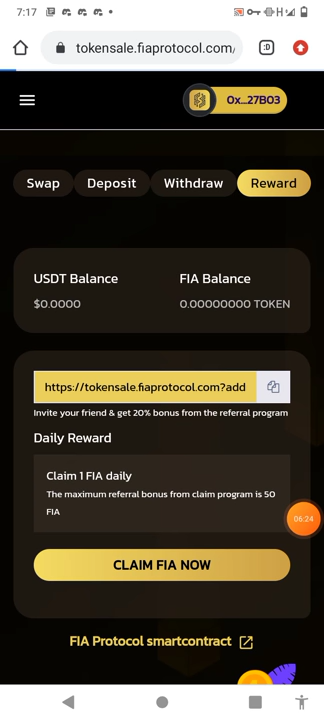 7:17
tokensale.fiaprotocol.com/
:D
0x...27B03
Swap
Deposit
Withdraw
Reward
USDT Balance
FIA Balance
$0.0000
0.00000000 TOKEN
https://tokensale.fiaprotocol.com?add
Invite your friend & get 20% bonus from the referral program
Daily Reward
Claim 1 FIA daily
The maximum referral bonus from claim program is 50
FIA
06:24
CLAIM FIA NOW
FIA Protocol smartcontract